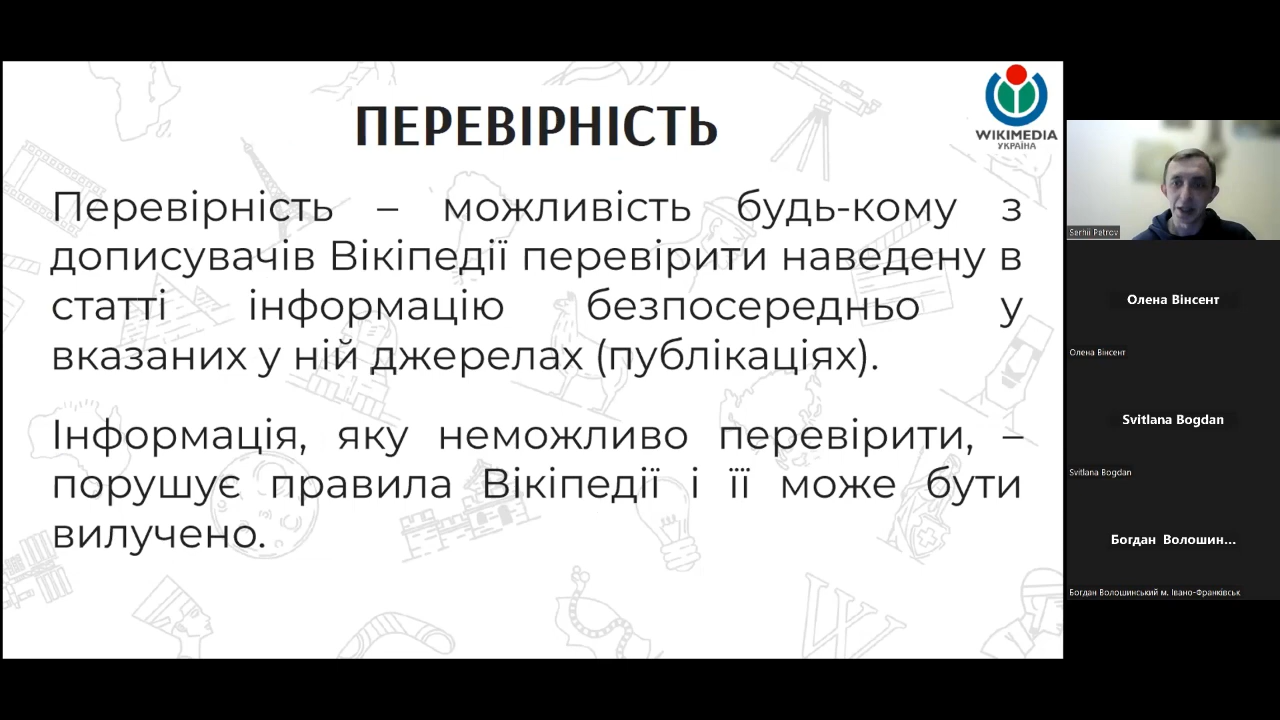 ПЕРЕВІРНІСТЬ
WIKIMEDIA
УКРАЇНА
Перевірність – можливість будь-кому з
дописувачів Вікіпедії перевірити наведену в
статті інформацію безпосередньо у
вказаних у ній джерелах (публікаціях).
Інформація, яку неможливо перевірити, –
порушує правила Вікіпедії і її може бути
вилучено.
Serhii Petrov
Олена Вінсент
Олена Вінсент
Svitlana Bogdan
Svitlana Bogdan
Богдан Волошин...
Богдан Волошинський м. Івано-Франківськ